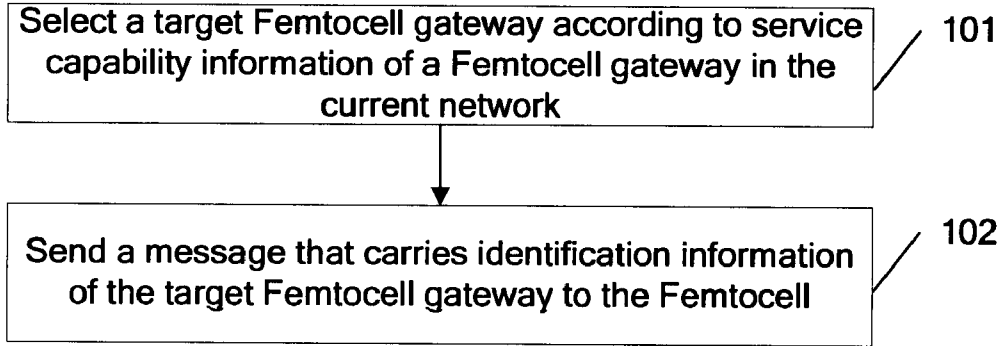 Select a target Femtocell gateway according to service
capability information of a Femtocell gateway in the
current network
101
Send a message that carries identification information
of the target Femtocell gateway to the Femtocell
102